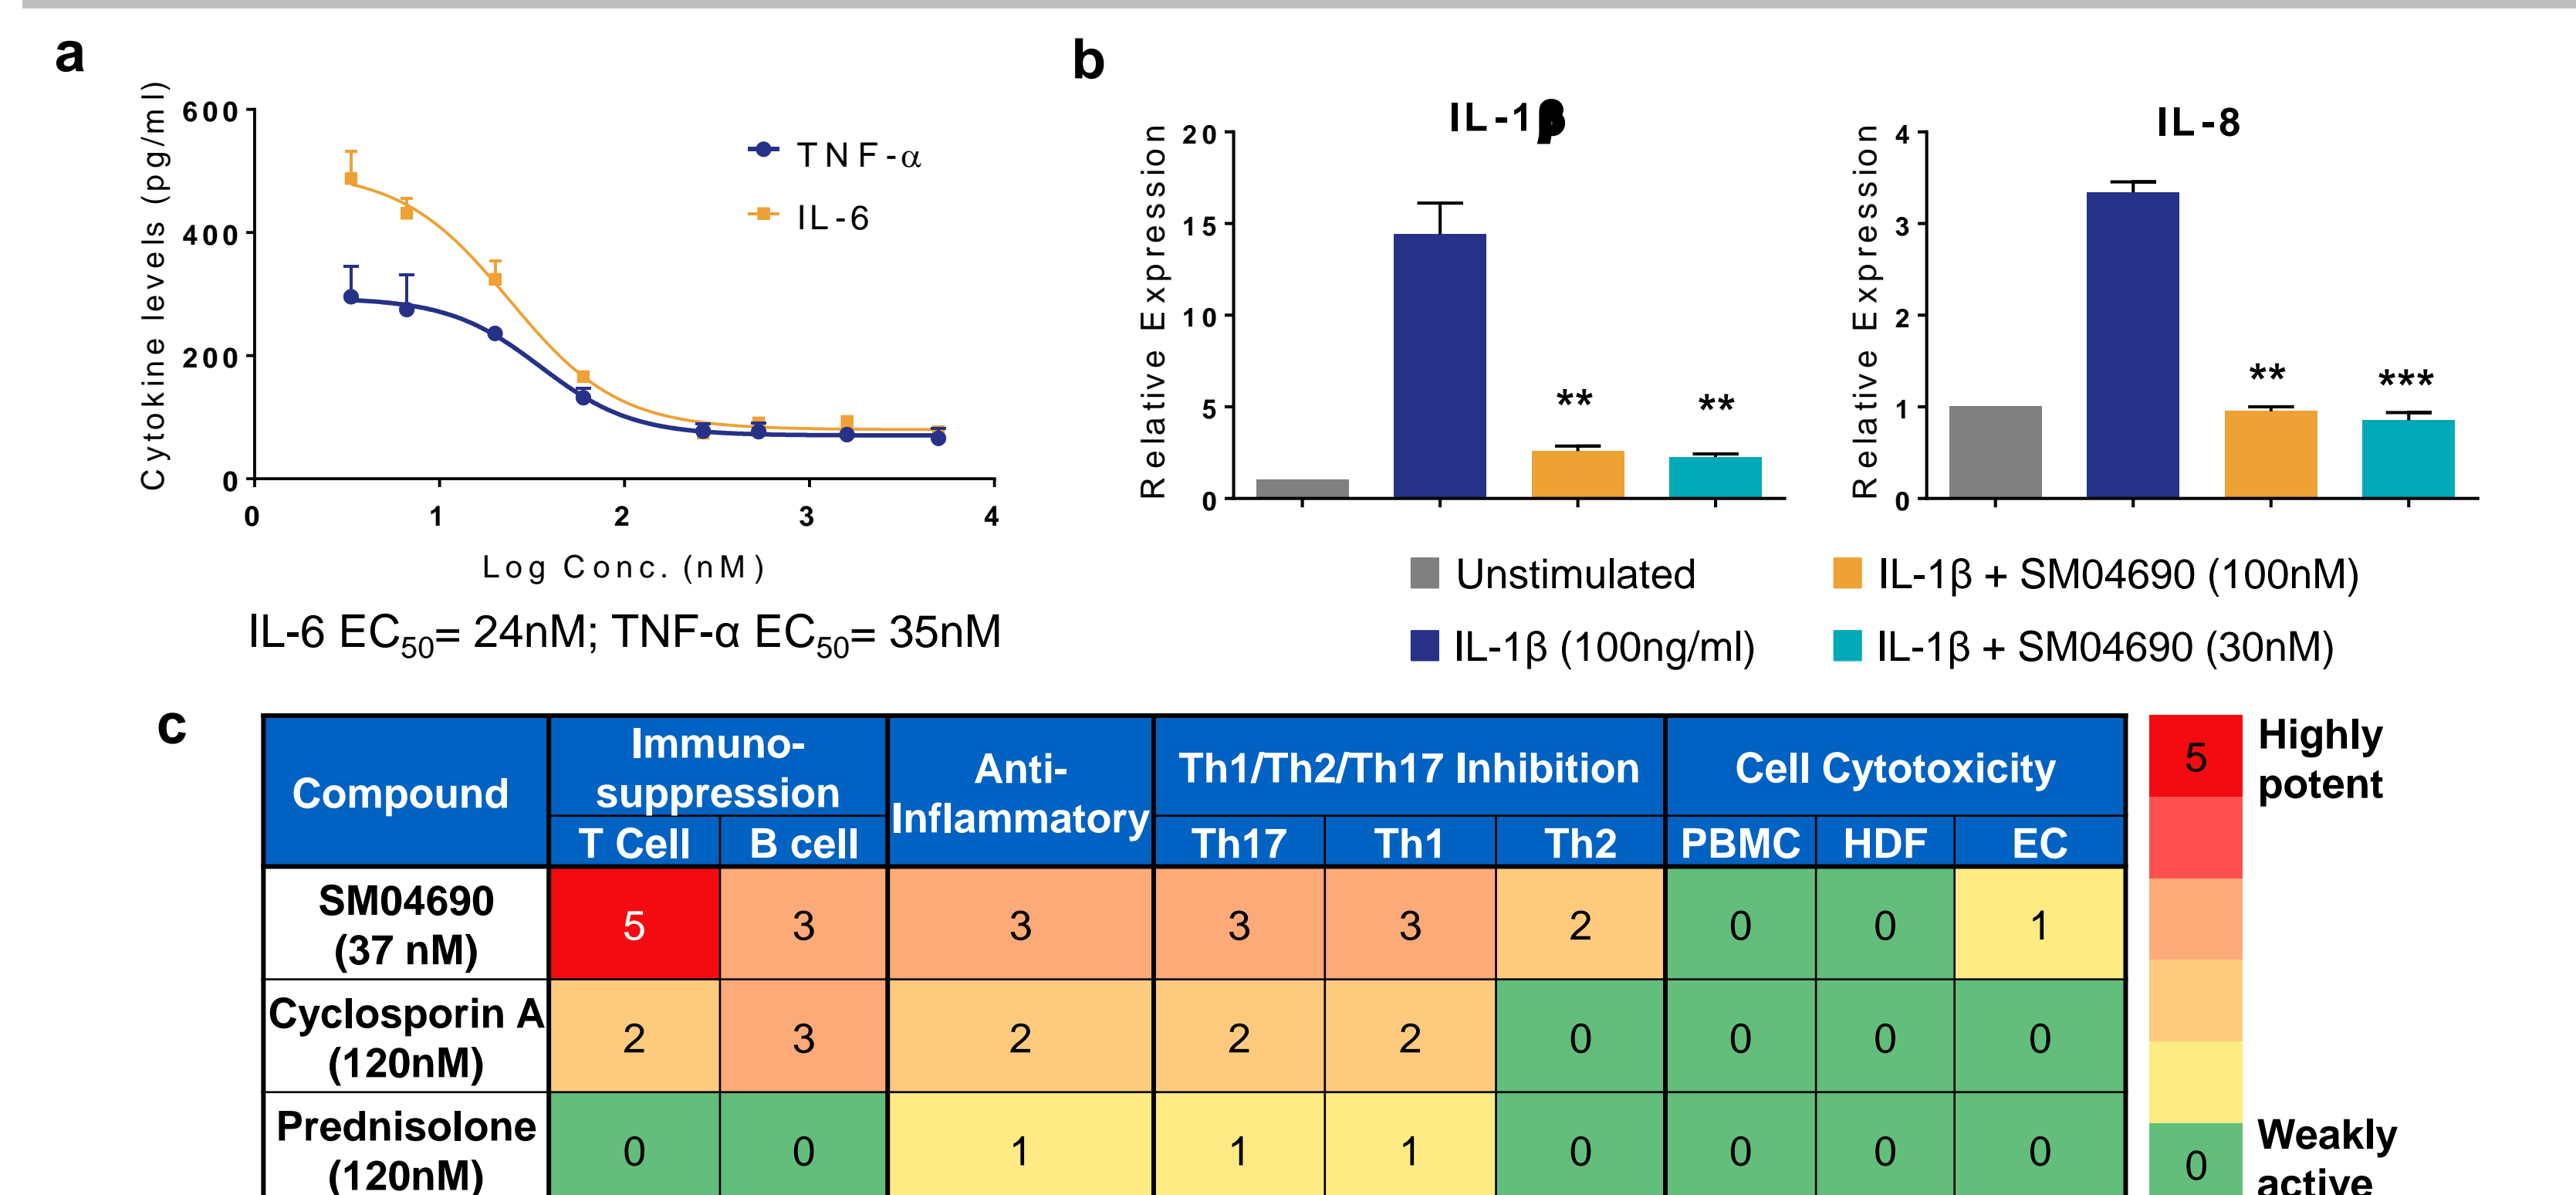 a
Cytokine levels (pg/ml)
600
400
200
0
0 1 2 3 4
Log Conc. (nM)
TNF-α
IL-6
IL-6 EC50= 24nM; TNF-α EC50= 35nM
b
IL-1β
Relative Expression
20
15
10
5
0
** **
IL-8
Relative Expression
4
3
2
1
0
** ***
Unstimulated
IL-1β (100ng/ml)
IL-1β + SM04690 (100nM)
IL-1β + SM04690 (30nM)
c
Compound
Immuno-
suppression
Anti-
Inflammatory
Th1/Th2/Th17 Inhibition
Cell Cytotoxicity
T Cell B cell Th17 Th1 Th2 PBMC HDF EC
SM04690
(37 nM)
5 3 3 3 3 2 0 0 1
Cyclosporin A
(120nM)
2 3 2 2 2 0 0 0 0
Prednisolone
(120nM)
0 0 1 1 1 0 0 0 0
5
Highly
potent
0
Weakly
active